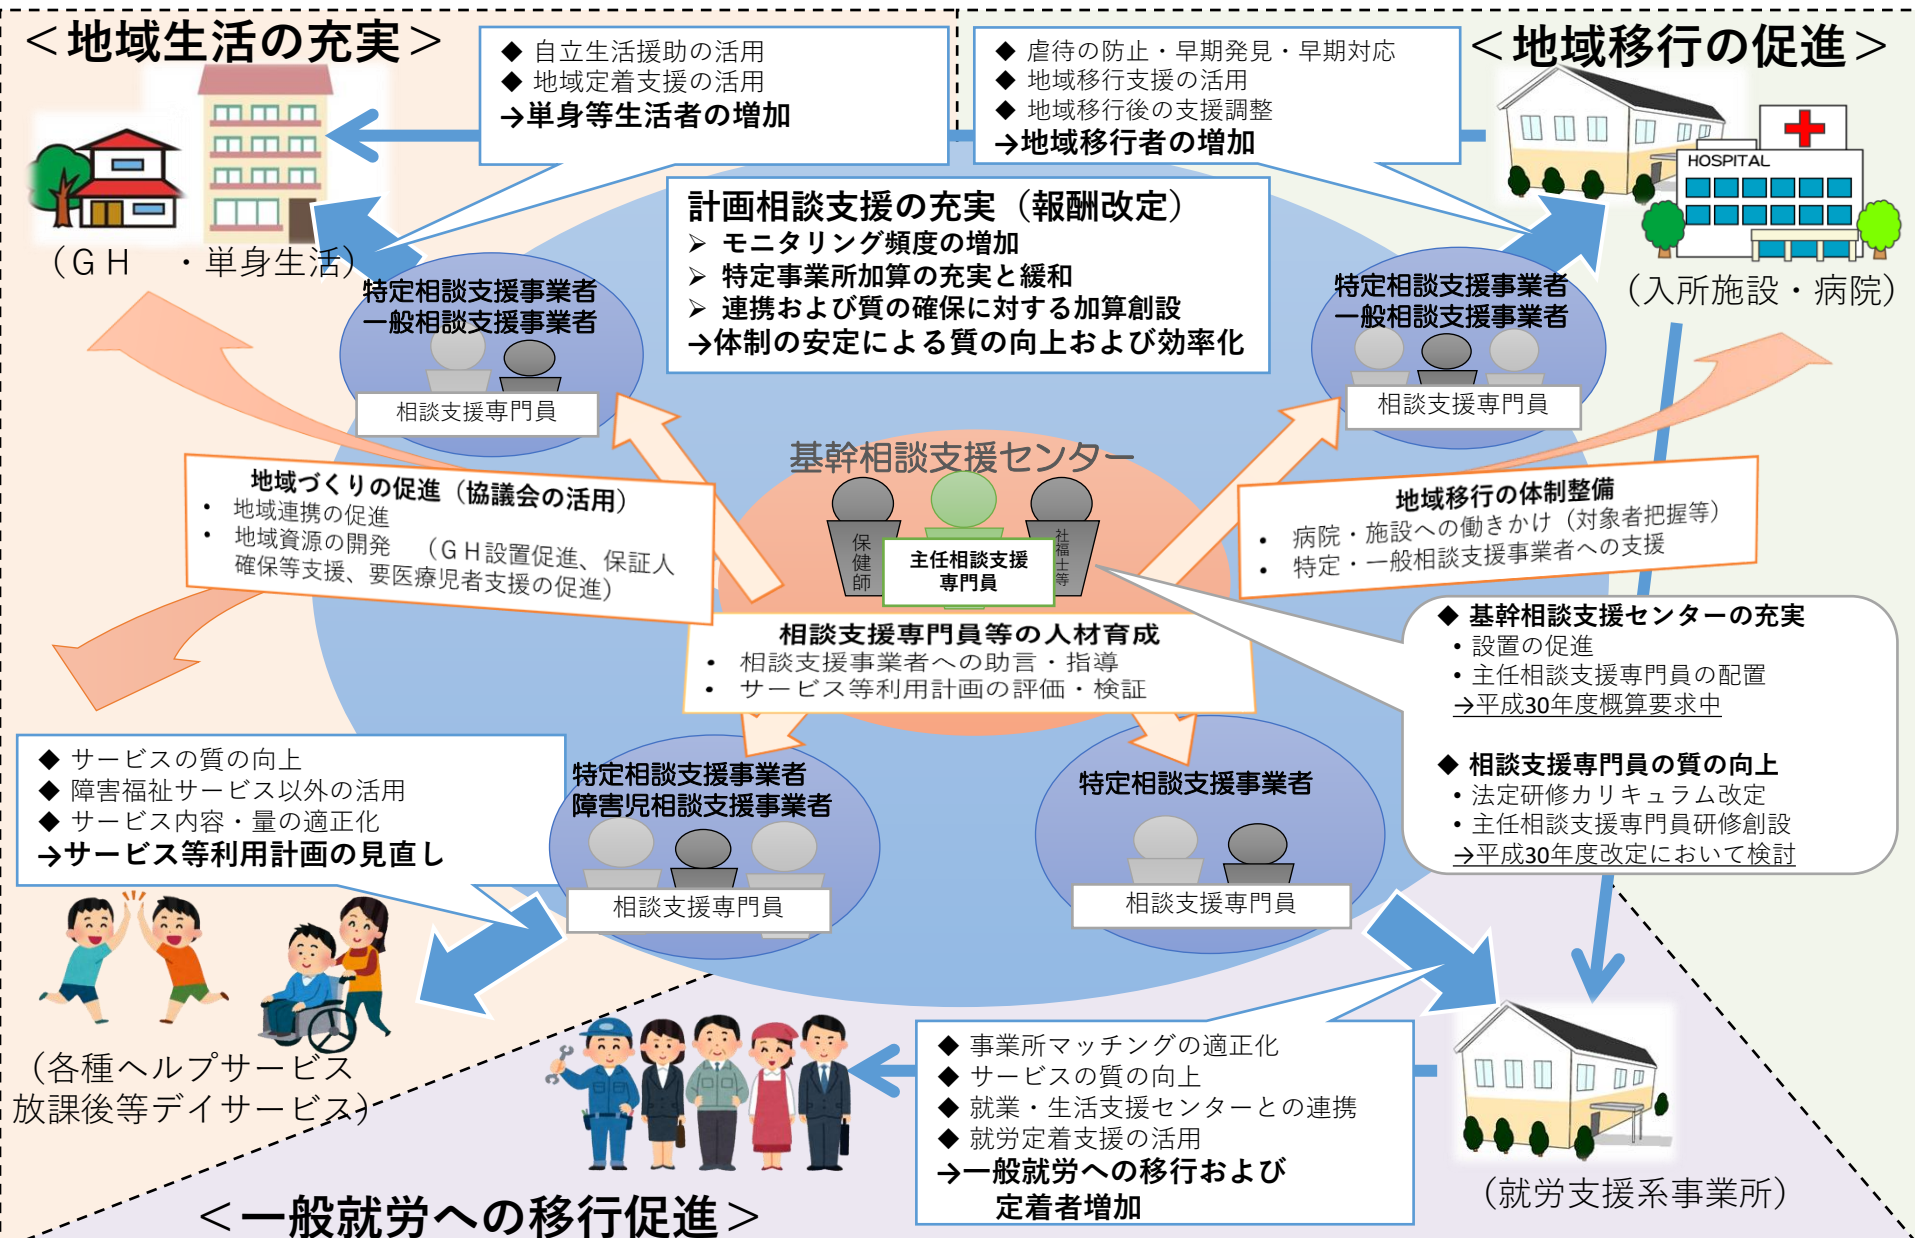 ＜地域生活の充実＞
◆ 自立生活援助の活用
◆ 地域定着支援の活用
→単身等生活者の増加
◆ 虐待の防止・早期発見・早期対応
◆ 地域移行支援の活用
◆ 地域移行後の支援調整
→地域移行者の増加
＜地域移行の促進＞
HOSPITAL
（ＧＨ　・単身生活）
（入所施設・病院）
計画相談支援の充実（報酬改定）
➢ モニタリング頻度の増加
➢ 特定事業所加算の充実と緩和
➢ 連携および質の確保に対する加算創設
→体制の安定による質の向上および効率化
特定相談支援事業者
一般相談支援事業者
相談支援専門員
特定相談支援事業者
一般相談支援事業者
相談支援専門員
基幹相談支援センター
保健師
主任相談支援
専門員
社福士等
地域づくりの促進（協議会の活用）
• 地域連携の促進
• 地域資源の開発　（ＧＨ設置促進、保証人
確保等支援、要医療児者支援の促進）
地域移行の体制整備
• 病院・施設への働きかけ（対象者把握等）
• 特定・一般相談支援事業者への支援
相談支援専門員等の人材育成
• 相談支援事業者への助言・指導
• サービス等利用計画の評価・検証
◆ 基幹相談支援センターの充実
• 設置の促進
• 主任相談支援専門員の配置
→平成30年度概算要求中
◆ 相談支援専門員の質の向上
• 法定研修カリキュラム改定
• 主任相談支援専門員研修創設
→平成30年度改定において検討
◆ サービスの質の向上
◆ 障害福祉サービス以外の活用
◆ サービス内容・量の適正化
→サービス等利用計画の見直し
特定相談支援事業者
障害児相談支援事業者
相談支援専門員
特定相談支援事業者
相談支援専門員
（各種ヘルプサービス
放課後等デイサービス）
◆ 事業所マッチングの適正化
◆ サービスの質の向上
◆ 就業・生活支援センターとの連携
◆ 就労定着支援の活用
→一般就労への移行および
定着者増加
（就労支援系事業所）
＜一般就労への移行促進＞